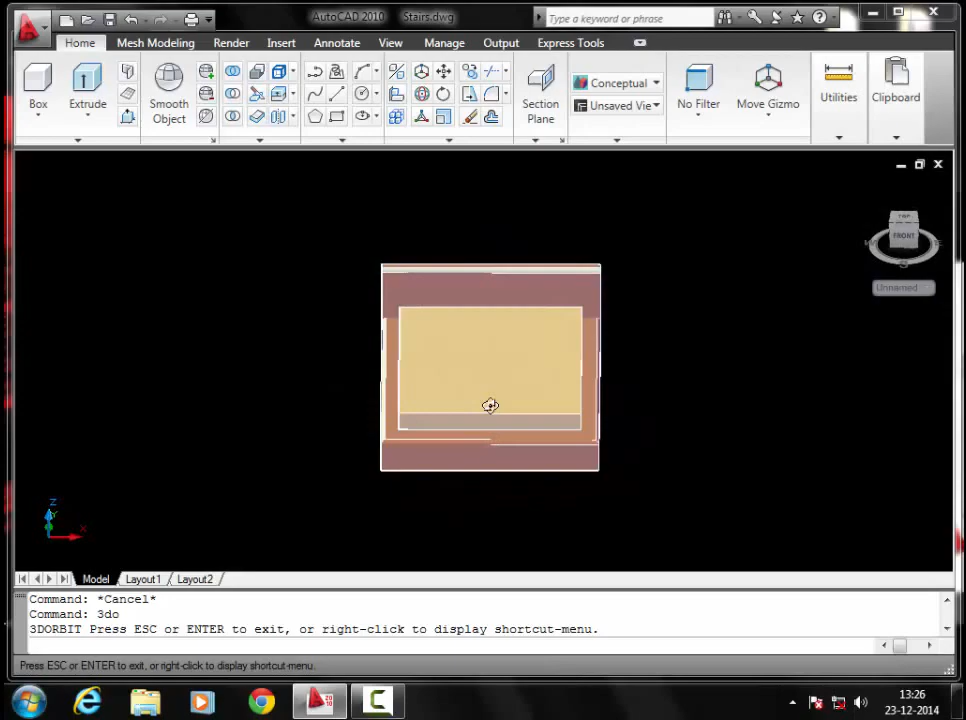 AutoCAD 2010 Stairs.dwg
Type a keyword or phrase
Home Mesh Modeling Render Insert Annotate View Manage Output Express Tools
Box
Extrude
Smooth Object
Section Plane
Conceptual
Unsaved Vie
No Filter
Move Gizmo
Utilities
Clipboard
TOP
FRONT
S
Unnamed
Z
X
Model Layout1 Layout2
Command: *Cancel*
Command: 3do
3DORBIT Press ESC or ENTER to exit, or right-click to display shortcut-menu.
Press ESC or ENTER to exit, or right-click to display shortcut-menu.
13:26
23-12-2014